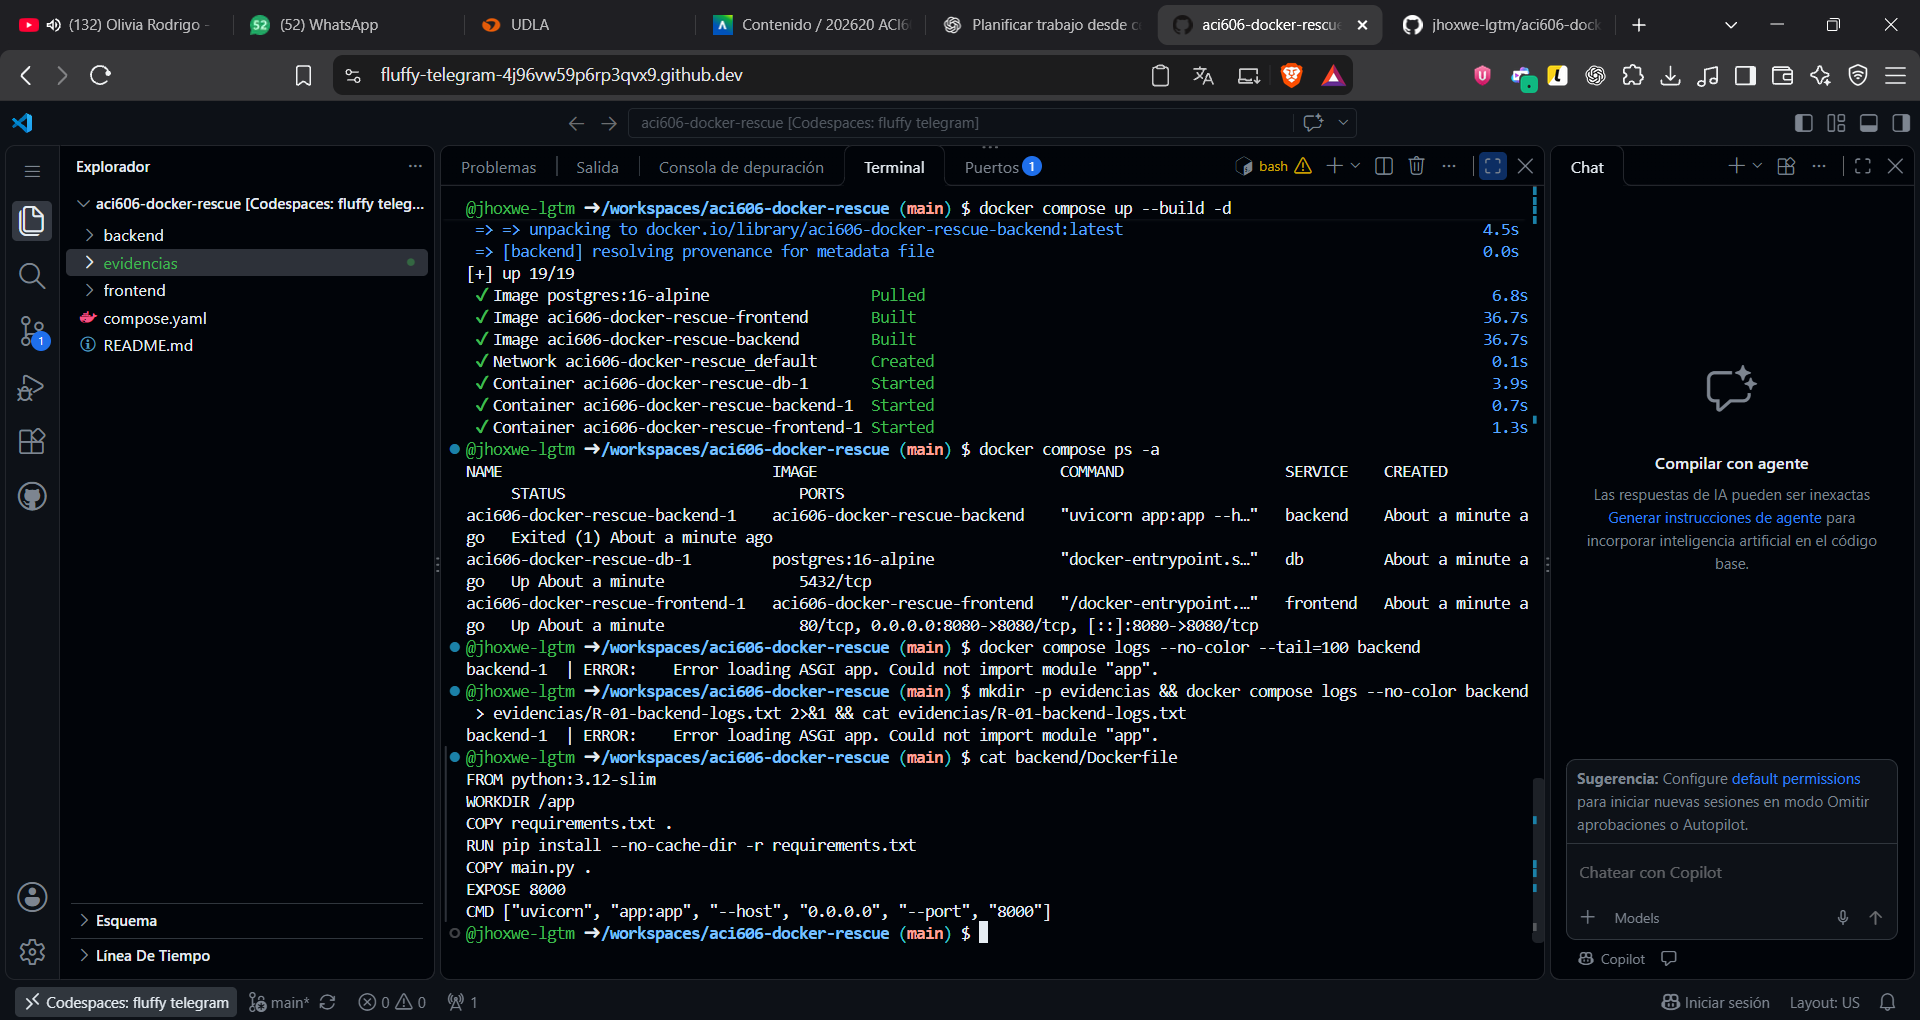 (132) Olivia Rodrigo -
(52) WhatsApp
UDLA
Contenido / 202620 ACI6
Planificar trabajo desde c
aci606-docker-rescue
jhoxwe-lgtm/aci606-dock
fluffy-telegram-4j96vw59p6rp3qvx9.github.dev
aci606-docker-rescue [Codespaces: fluffy telegram]
Explorador
aci606-docker-rescue [Codespaces: fluffy teleg...
backend
evidencias
frontend
compose.yaml
README.md
Esquema
Línea De Tiempo
Problemas
Salida
Consola de depuración
Terminal
Puertos 1
bash
@jhoxwe-lgtm ➜/workspaces/aci606-docker-rescue (main) $ docker compose up --build -d
=> => unpacking to docker.io/library/aci606-docker-rescue-backend:latest 4.5s
=> [backend] resolving provenance for metadata file 0.0s
[+] up 19/19
✓ Image postgres:16-alpine Pulled 6.8s
✓ Image aci606-docker-rescue-frontend Built 36.7s
✓ Image aci606-docker-rescue-backend Built 36.7s
✓ Network aci606-docker-rescue_default Created 0.1s
✓ Container aci606-docker-rescue-db-1 Started 3.9s
✓ Container aci606-docker-rescue-backend-1 Started 0.7s
✓ Container aci606-docker-rescue-frontend-1 Started 1.3s
@jhoxwe-lgtm ➜/workspaces/aci606-docker-rescue (main) $ docker compose ps -a
NAME IMAGE COMMAND SERVICE CREATED
STATUS PORTS
aci606-docker-rescue-backend-1 aci606-docker-rescue-backend "uvicorn app:app --h…" backend About a minute a
go Exited (1) About a minute ago
aci606-docker-rescue-db-1 postgres:16-alpine "docker-entrypoint.s…" db About a minute a
go Up About a minute 5432/tcp
aci606-docker-rescue-frontend-1 aci606-docker-rescue-frontend "/docker-entrypoint.…" frontend About a minute a
go Up About a minute 80/tcp, 0.0.0.0:8080->8080/tcp, [::]:8080->8080/tcp
@jhoxwe-lgtm ➜/workspaces/aci606-docker-rescue (main) $ docker compose logs --no-color --tail=100 backend
backend-1 | ERROR: Error loading ASGI app. Could not import module "app".
@jhoxwe-lgtm ➜/workspaces/aci606-docker-rescue (main) $ mkdir -p evidencias && docker compose logs --no-color backend
> evidencias/R-01-backend-logs.txt 2>&1 && cat evidencias/R-01-backend-logs.txt
backend-1 | ERROR: Error loading ASGI app. Could not import module "app".
@jhoxwe-lgtm ➜/workspaces/aci606-docker-rescue (main) $ cat backend/Dockerfile
FROM python:3.12-slim
WORKDIR /app
COPY requirements.txt .
RUN pip install --no-cache-dir -r requirements.txt
COPY main.py .
EXPOSE 8000
CMD ["uvicorn", "app:app", "--host", "0.0.0.0", "--port", "8000"]
@jhoxwe-lgtm ➜/workspaces/aci606-docker-rescue (main) $
Chat
Compilar con agente
Las respuestas de IA pueden ser inexactas
Generar instrucciones de agente para
incorporar inteligencia artificial en el código
base.
Sugerencia: Configure default permissions
para iniciar nuevas sesiones en modo Omitir
aprobaciones o Autopilot.
Chatear con Copilot
Models
Copilot
Codespaces: fluffy telegram
main*
0
0
1
Iniciar sesión
Layout: US